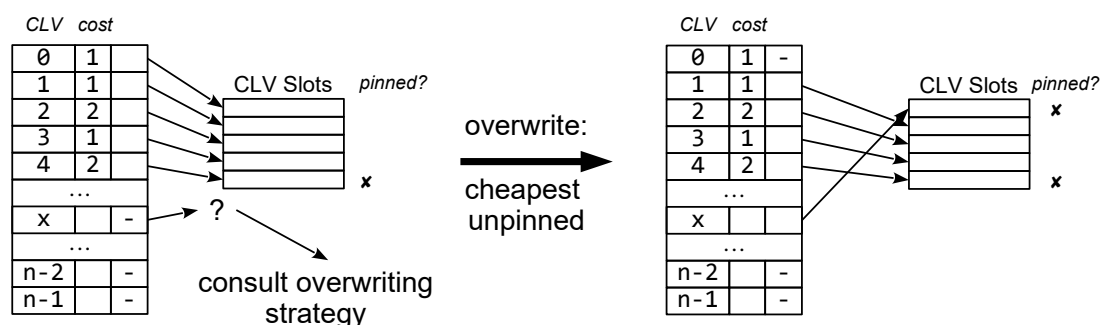 CLV cost
0 1
1 1
2 2
3 1
4 2
...
x -
...
n-2 -
n-1 -
CLV Slots pinned?
✘
?
consult overwriting
strategy
overwrite:
cheapest
unpinned
CLV cost
0 1 -
1 1
2 2
3 1
4 2
...
x
...
n-2 -
n-1 -
CLV Slots pinned?
✘
✘